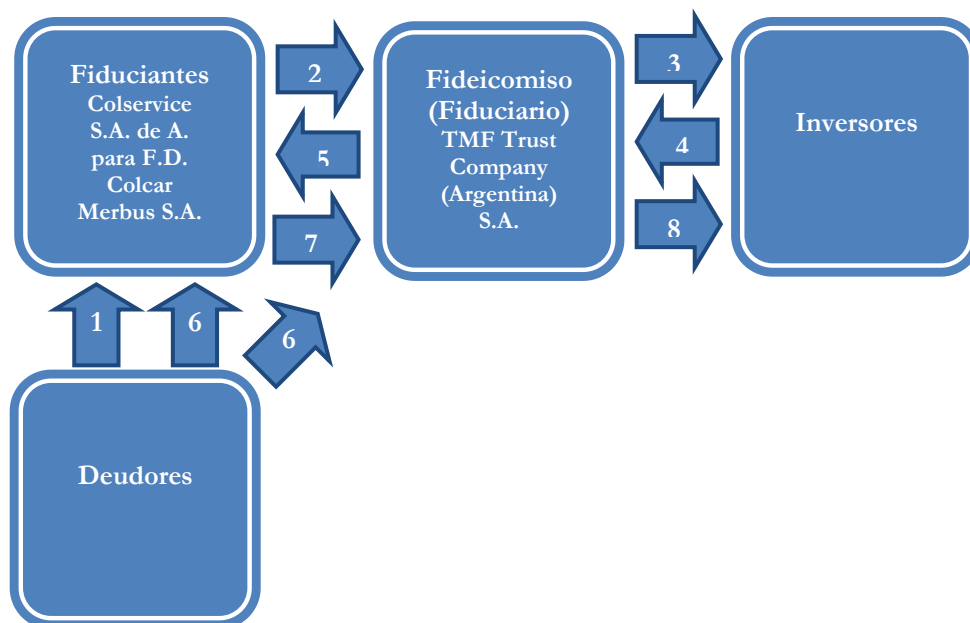 Fiduciantes
Colservice
S.A. de A.
para F.D.
Colcar
Merbus S.A.
2
5
7
Fideicomiso
(Fiduciario)
TMF Trust
Company
(Argentina)
S.A.
3
4
8
Inversores
1
6
6
Deudores